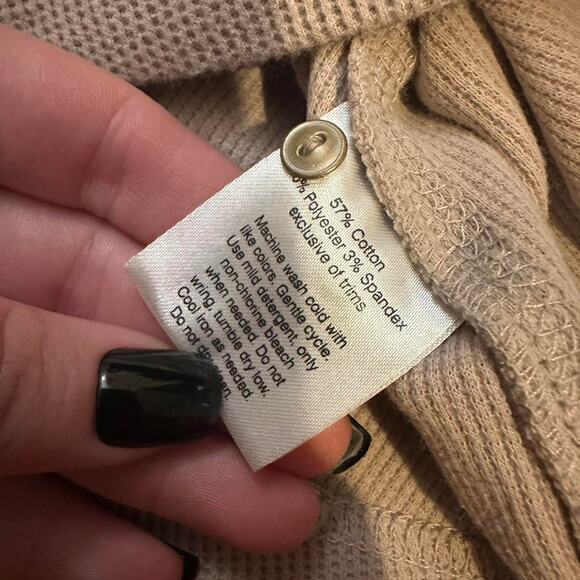 57% Cotton
0% Polyester 3% Spandex
exclusive of trims
Machine wash cold with
like colors. Gentle cycle.
Use mild detergent, only
non-chlorine bleach
when needed. Do not
wring, tumble dry low.
Cool iron as needed.
Do not